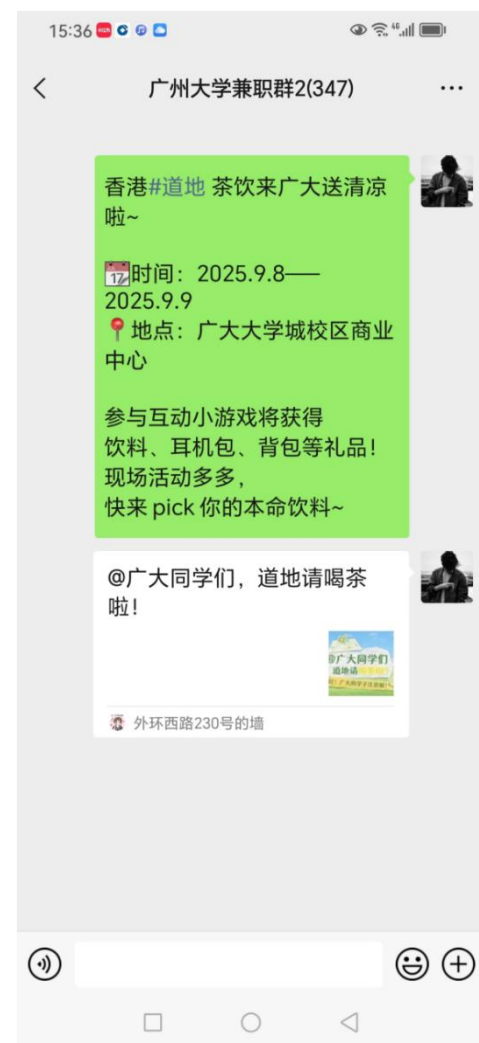 15:36
46
广州大学兼职群2(347)
香港#道地 茶饮来广大送清凉
啦~
17时间：2025.9.8——
2025.9.9
地点：广大大学城校区商业
中心
参与互动小游戏将获得
饮料、耳机包、背包等礼品！
现场活动多多，
快来 pick 你的本命饮料~
@广大同学们，道地请喝茶
啦！
@广大同学们
道地请
外环西路230号的墙